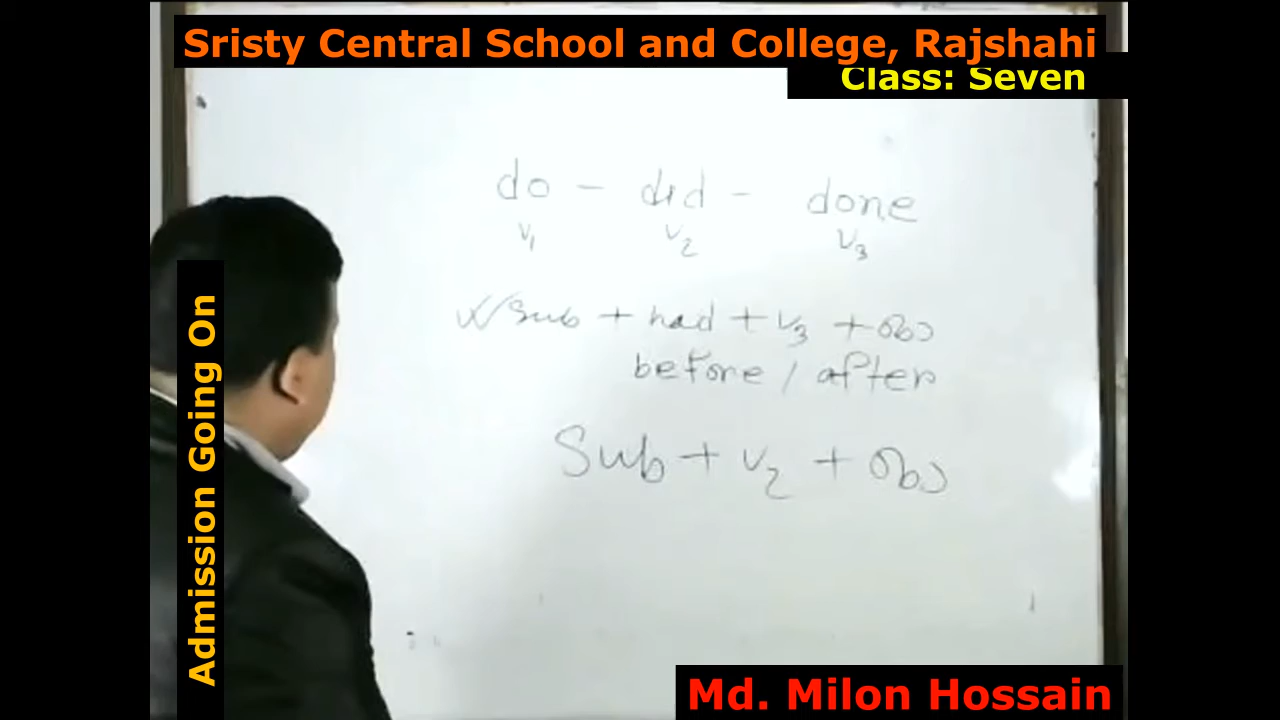 Sristy Central School and College, Rajshahi
Class: Seven
do - did - done
V1 V2 V3
Sub + had + V3 + obj
before / after
Sub + V2 + obj
Admission Going On
Md. Milon Hossain